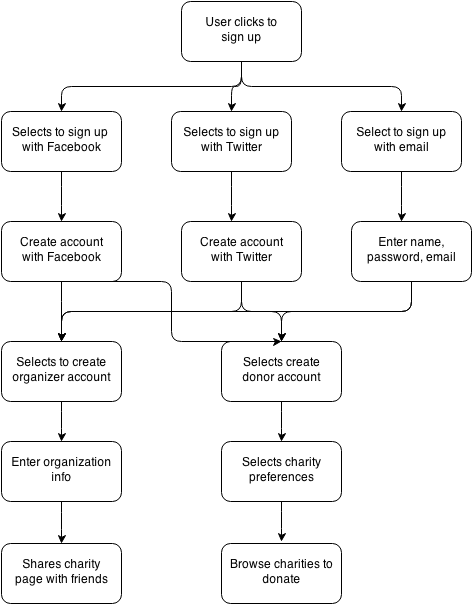 User clicks to
sign up
Selects to sign up
with Facebook
Selects to sign up
with Twitter
Select to sign up
with email
Create account
with Facebook
Create account
with Twitter
Enter name,
password, email
Selects to create
organizer account
Selects create
donor account
Enter organization
info
Selects charity
preferences
Shares charity
page with friends
Browse charities to
donate